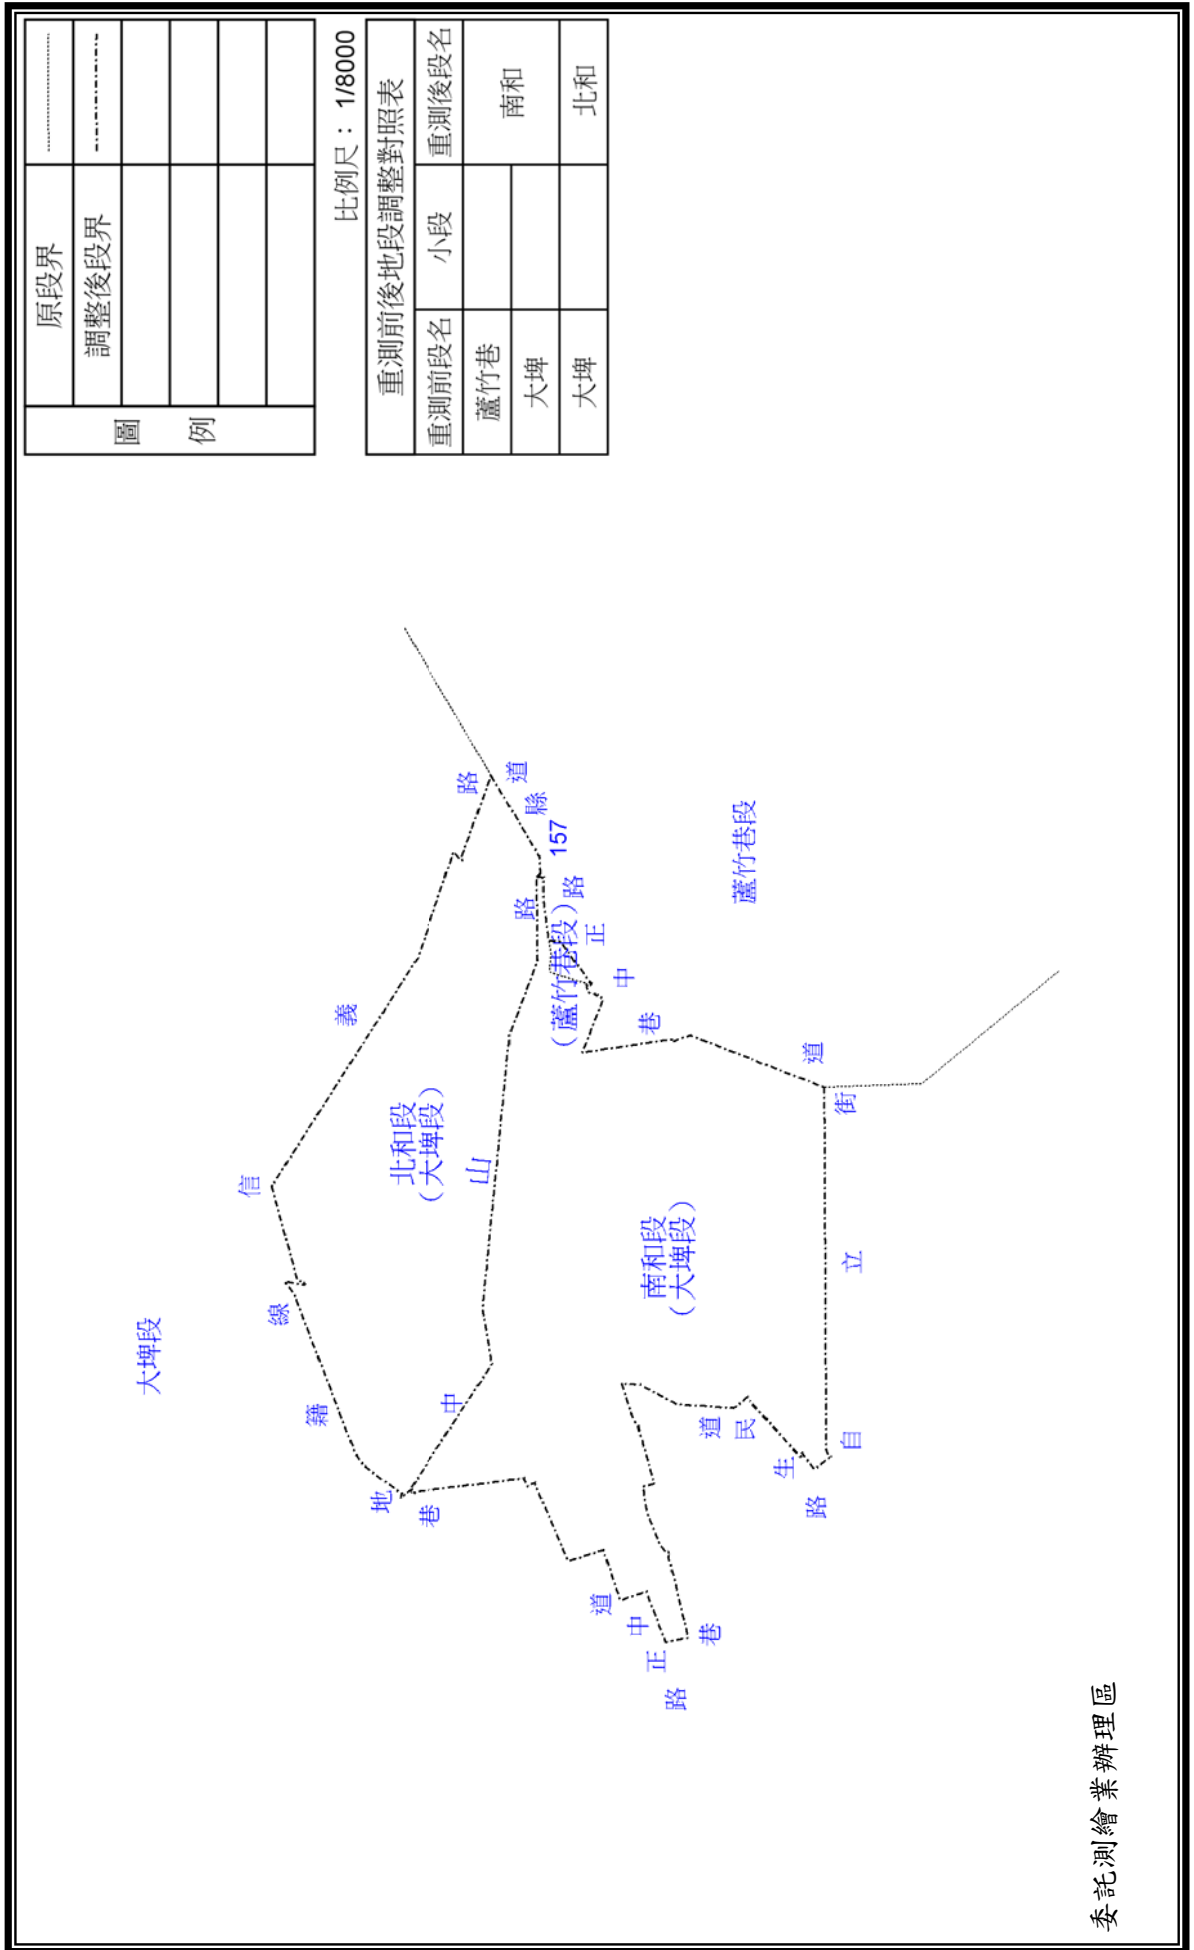 圖例
原段界
調整後段界
比例尺：1/8000
重測前後地段調整對照表
重測前段名 小段 重測後段名
蘆竹巷 南和
大埤
大埤 北和
大埤段
地籍線
信義路
北和段
(大埤段)
中山路
157縣道
(蘆竹巷段)
中正路
蘆竹巷段
巷道
巷道
南和段
(大埤段)
中正路
巷道
民生路
自立街
委託測繪業辦理區